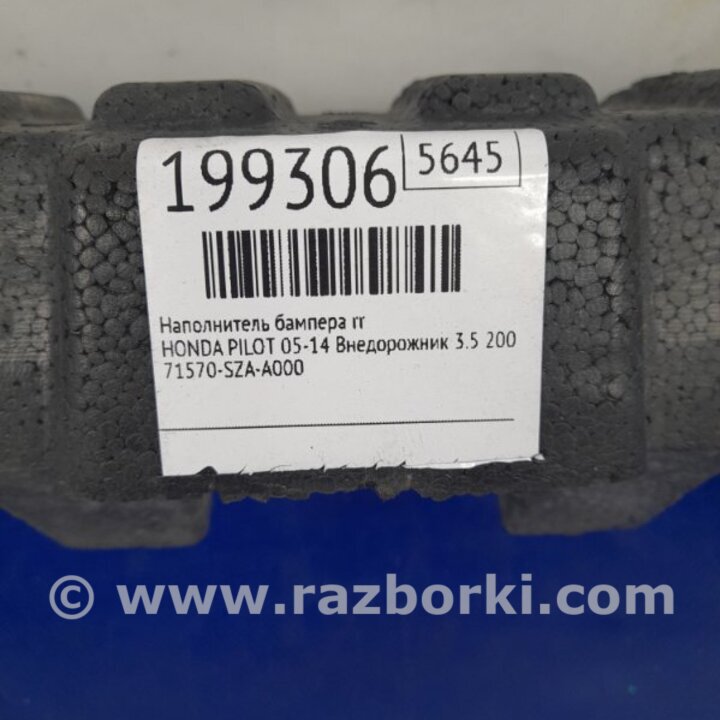 199306 5645
Наполнитель бампера rr
HONDA PILOT 05-14 Внедорожник 3.5 200
71570-SZA-A000
© www.razborki.com